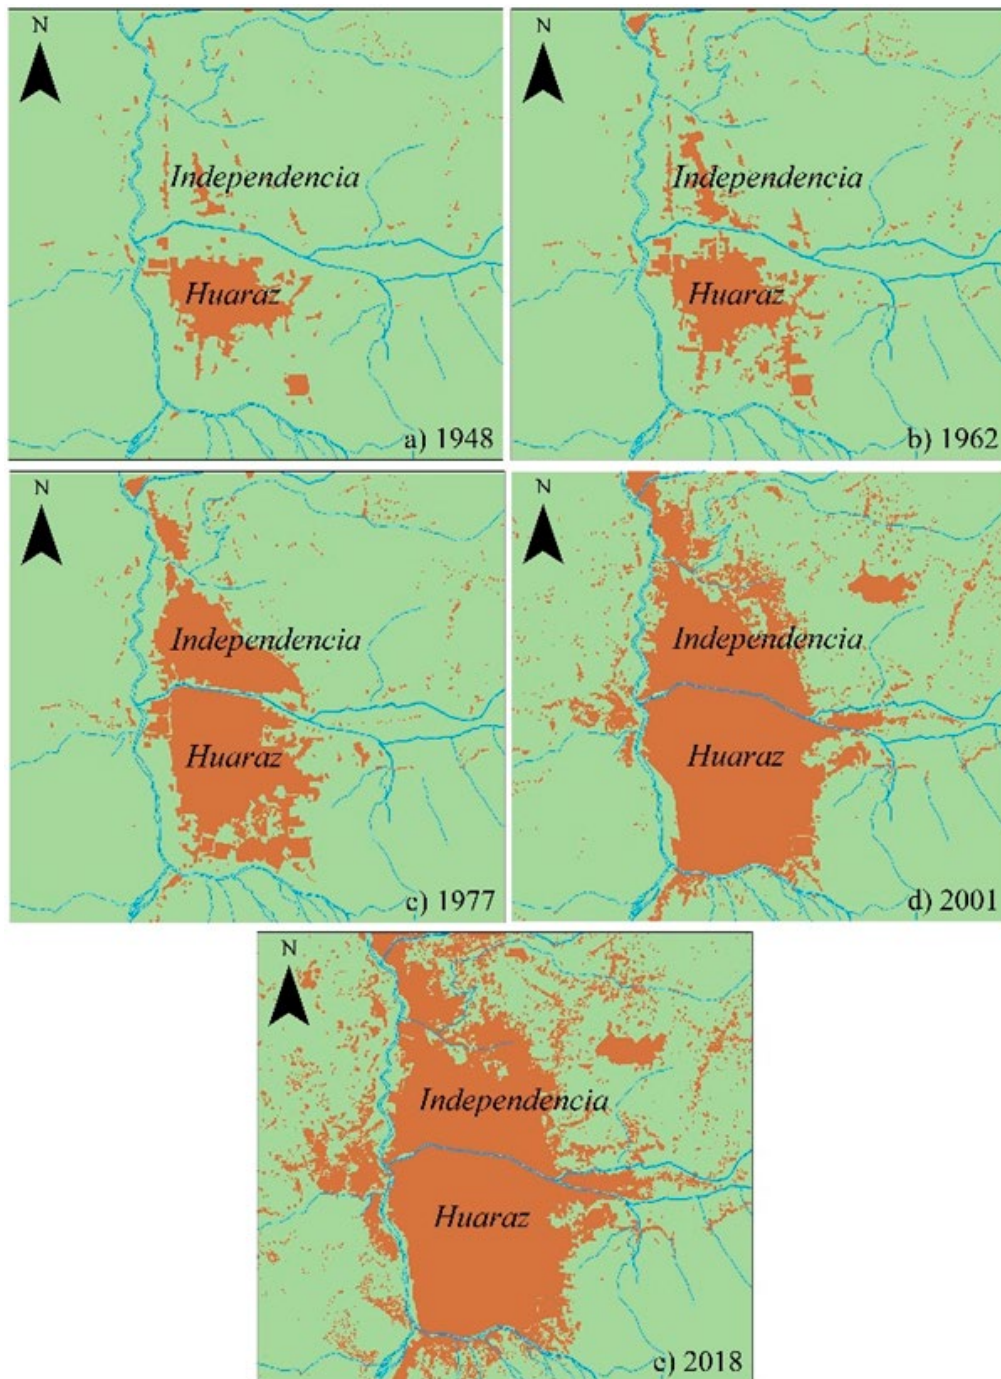 N
Independencia
Huaraz
a) 1948
N
Independencia
Huaraz
b) 1962
N
Independencia
Huaraz
c) 1977
N
Independencia
Huaraz
d) 2001
N
Independencia
Huaraz
e) 2018